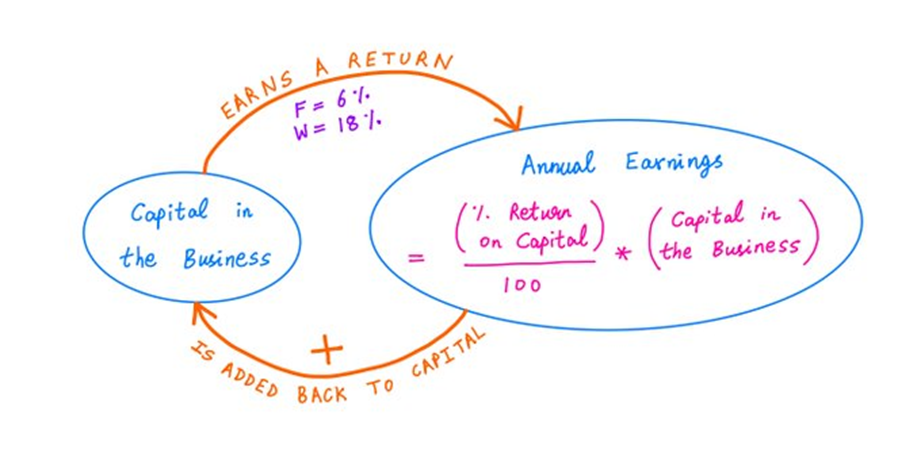 EARNS A RETURN
F = 6%
W = 18%
Capital in
the Business
Annual Earnings
= (% Return on Capital) / 100 * (Capital in the Business)
+
IS ADDED BACK TO CAPITAL